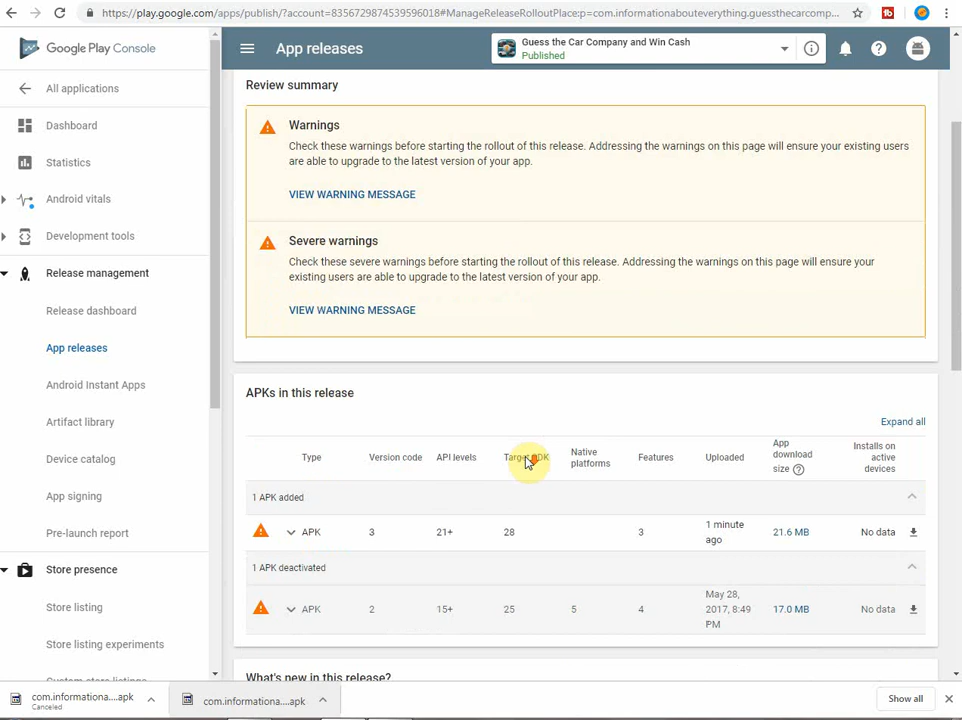 https://play.google.com/apps/publish/?account=8356729874539596018#ManageReleaseRolloutPlace:p=com.informationabouteverything.guessthecarcomp...
Google Play Console
App releases
Guess the Car Company and Win Cash
Published
All applications
Dashboard
Statistics
Android vitals
Development tools
Release management
Release dashboard
App releases
Android Instant Apps
Artifact library
Device catalog
App signing
Pre-launch report
Store presence
Store listing
Store listing experiments
Custom store listings
Review summary
Warnings
Check these warnings before starting the rollout of this release. Addressing the warnings on this page will ensure your existing users
are able to upgrade to the latest version of your app.
VIEW WARNING MESSAGE
Severe warnings
Check these severe warnings before starting the rollout of this release. Addressing the warnings on this page will ensure your
existing users are able to upgrade to the latest version of your app.
VIEW WARNING MESSAGE
APKs in this release
Expand all
Type Version code API levels Target SDK Native platforms Features Uploaded App download size Installs on active devices
1 APK added
APK 3 21+ 28 3 1 minute ago 21.6 MB No data
1 APK deactivated
APK 2 15+ 25 5 4 May 28, 2017, 8:49 PM 17.0 MB No data
What's new in this release?
com.informationa....apk
Canceled
com.informationa....apk
Show all